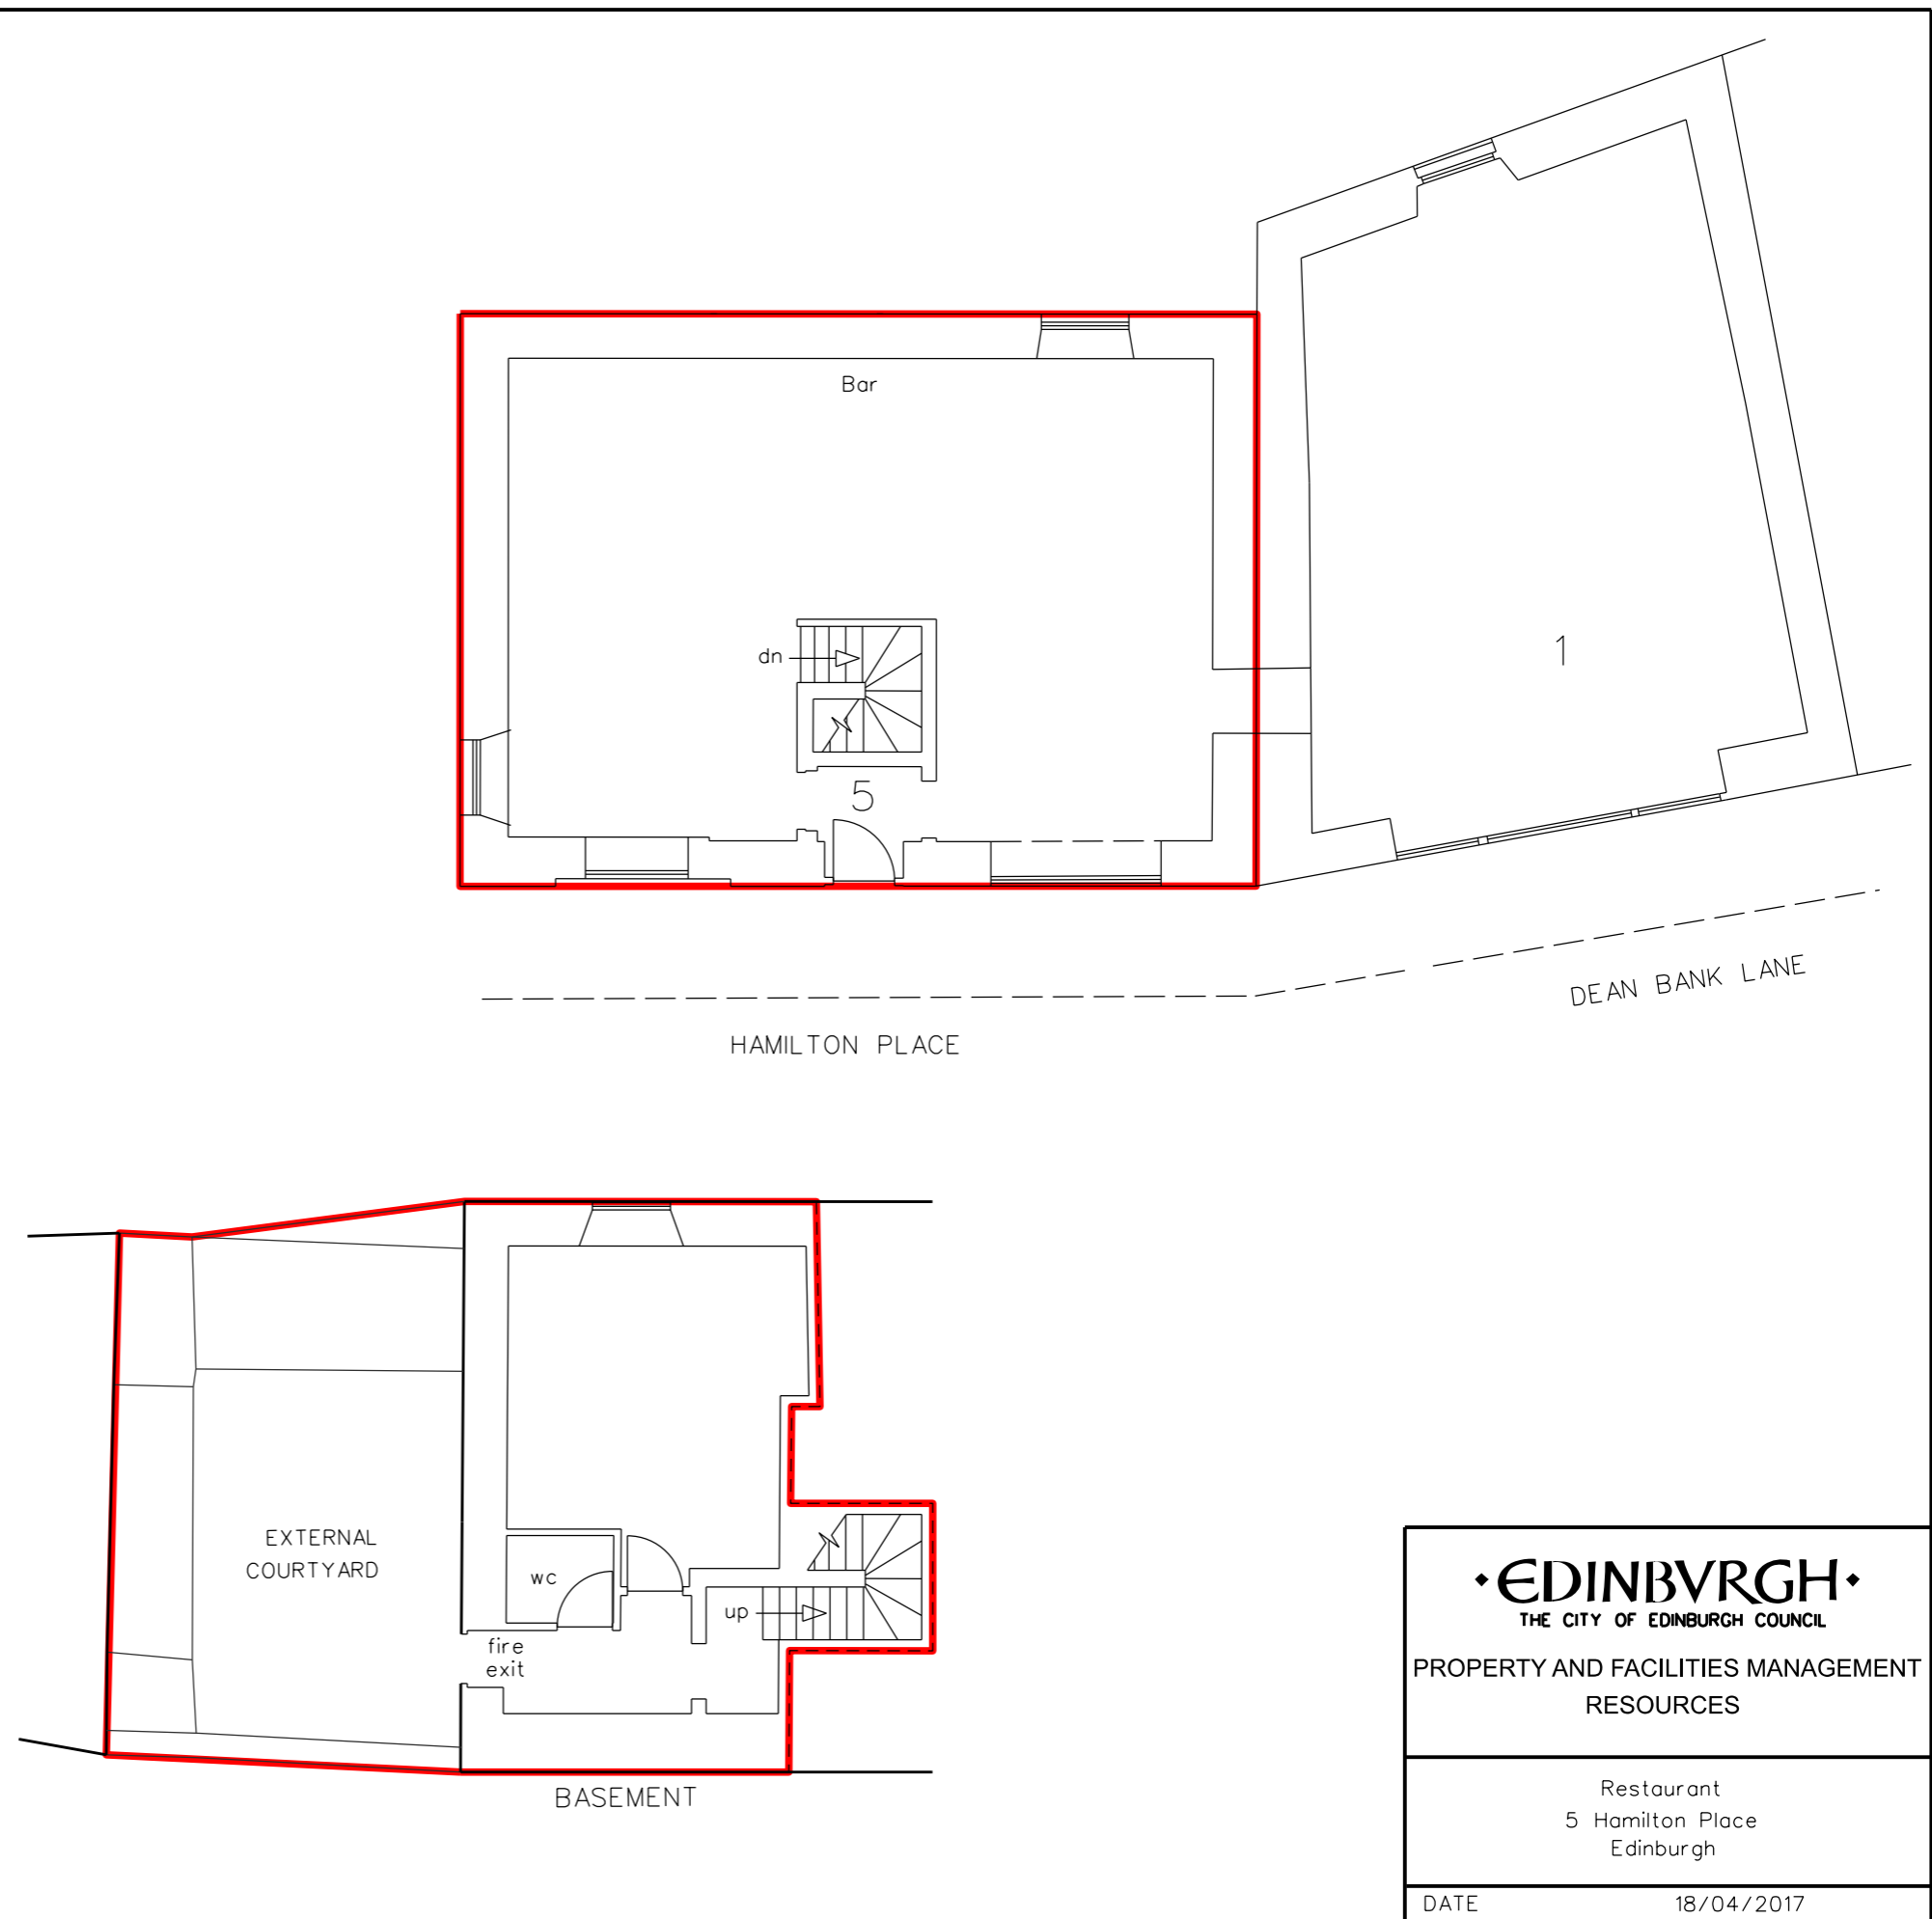 Bar
dn
1
5
DEAN BANK LANE
HAMILTON PLACE
EXTERNAL
COURTYARD
wc
up
fire
exit
BASEMENT
·EDINBVRGH·
THE CITY OF EDINBURGH COUNCIL
PROPERTY AND FACILITIES MANAGEMENT
RESOURCES
Restaurant
5 Hamilton Place
Edinburgh
DATE 18/04/2017